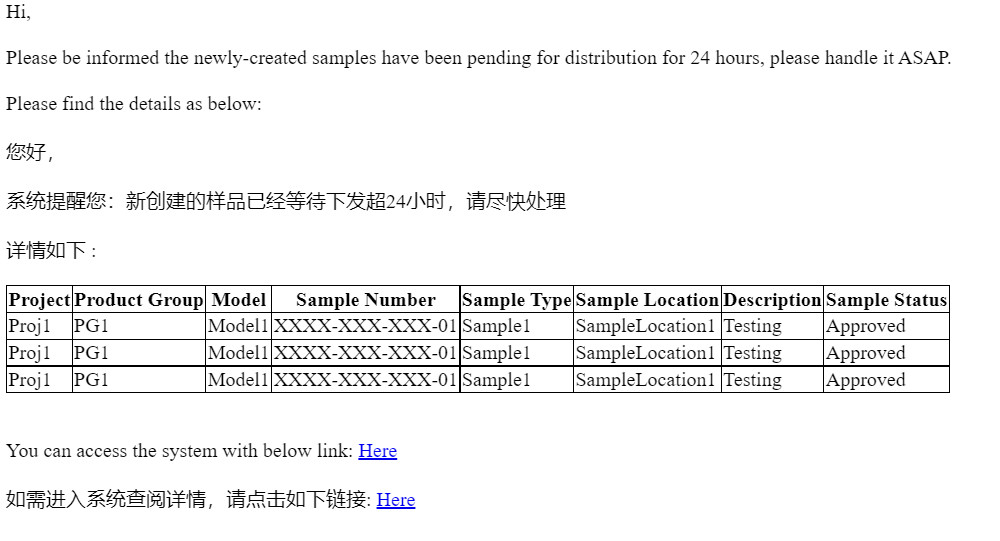 Hi,
Please be informed the newly-created samples have been pending for distribution for 24 hours, please handle it ASAP.
Please find the details as below:
您好，
系统提醒您：新创建的样品已经等待下发超24小时，请尽快处理
详情如下 :
Project Product Group Model Sample Number Sample Type Sample Location Description Sample Status
Proj1 PG1 Model1 XXXX-XXX-XXX-01 Sample1 SampleLocation1 Testing Approved
Proj1 PG1 Model1 XXXX-XXX-XXX-01 Sample1 SampleLocation1 Testing Approved
Proj1 PG1 Model1 XXXX-XXX-XXX-01 Sample1 SampleLocation1 Testing Approved
You can access the system with below link: Here
如需进入系统查阅详情，请点击如下链接: Here